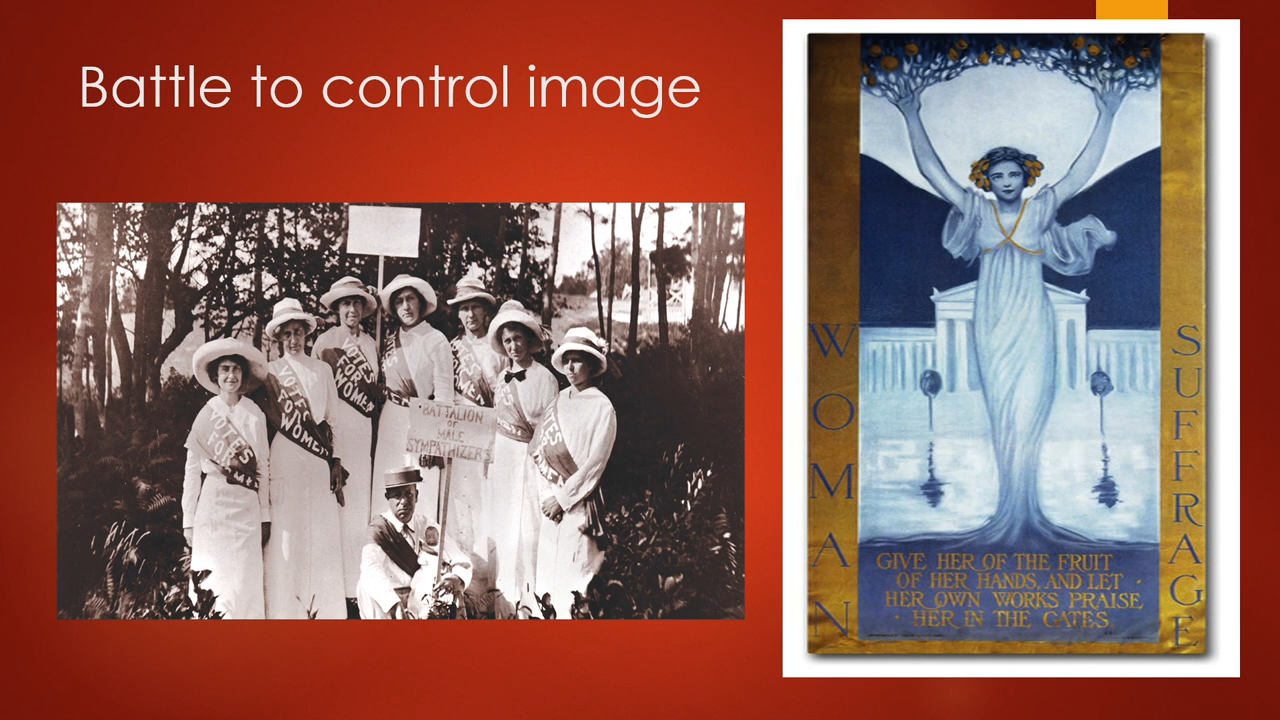 Battle to control image
VOTES
FOR
WOMEN
VOTES
FOR
WOMEN
VOTES
FOR
WOMEN
BATTALION
OF
MALE
SYMPATHIZERS
WOMAN
SUFFRAGE
GIVE HER OF THE FRUIT
OF HER HANDS, AND LET
HER OWN WORKS PRAISE
HER IN THE GATES.